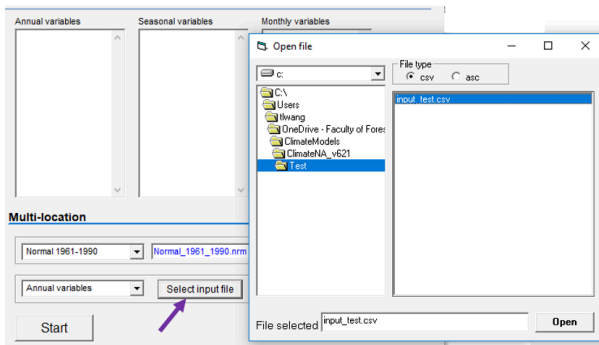 Annual variables
Seasonal variables
Monthly variables
Open file
c:
File type
csv
asc
C:\
Users
tlwang
OneDrive - Faculty of Fores
ClimateModels
ClimateNA_v621
Test
input_test.csv
Multi-location
Normal 1961-1990
Normal_1961_1990.nrm
Annual variables
Select input file
Start
File selected
input_test.csv
Open